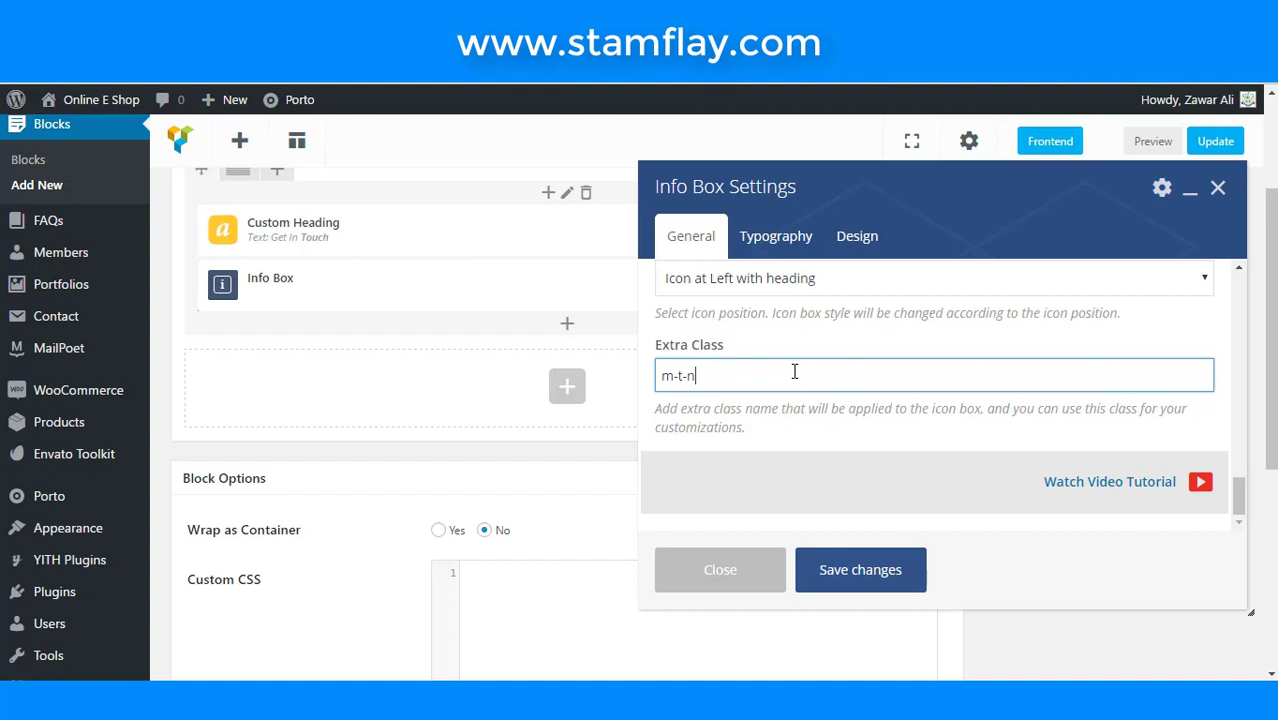 www.stamflay.com
Online E Shop 0 New Porto Howdy, Zawar Ali
Blocks
Blocks
Add New
FAQs
Members
Portfolios
Contact
MailPoet
WooCommerce
Products
Envato Toolkit
Porto
Appearance
YITH Plugins
Plugins
Users
Tools
Frontend Preview Update
Custom Heading
Text: Get In Touch
Info Box
Block Options
Wrap as Container Yes No
Custom CSS 1
Info Box Settings
General Typography Design
Icon at Left with heading
Select icon position. Icon box style will be changed according to the icon position.
Extra Class
m-t-n
Add extra class name that will be applied to the icon box, and you can use this class for your
customizations.
Watch Video Tutorial
Close Save changes